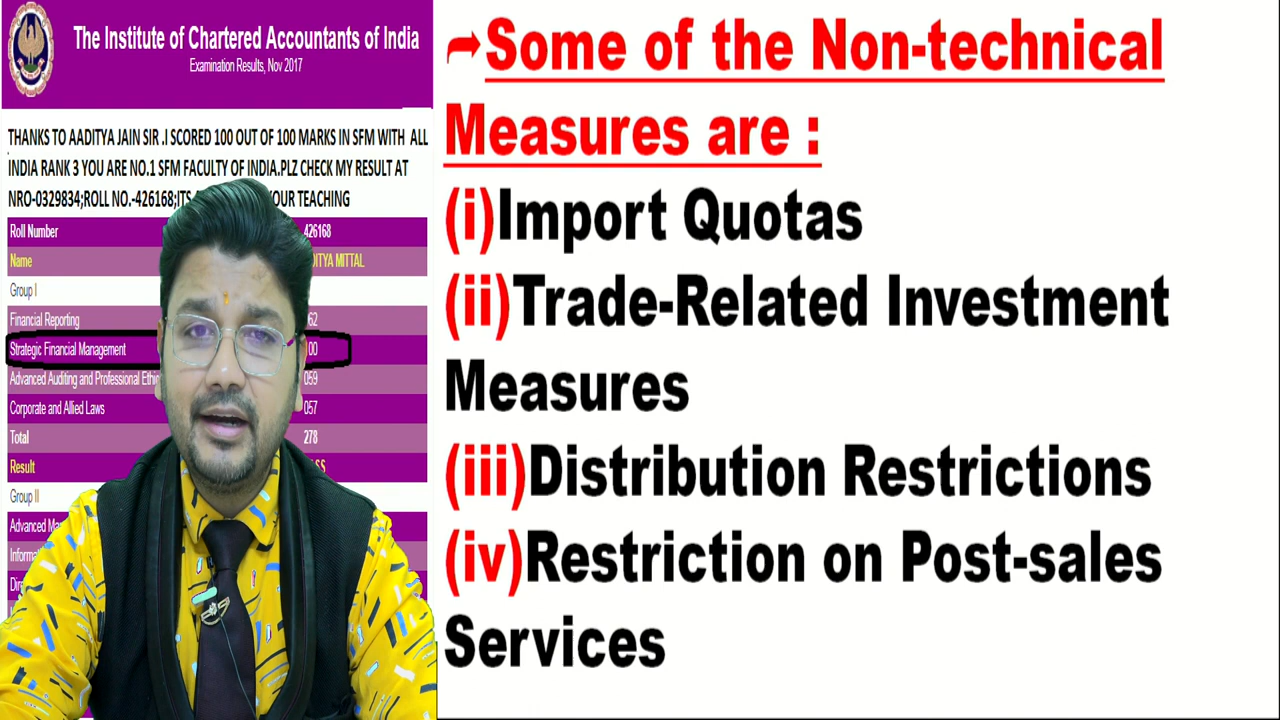 The Institute of Chartered Accountants of India
Examination Results, Nov 2017
THANKS TO AADITYA JAIN SIR .I SCORED 100 OUT OF 100 MARKS IN SFM WITH ALL
INDIA RANK 3 YOU ARE NO.1 SFM FACULTY OF INDIA.PLZ CHECK MY RESULT AT
NRO-0329834;ROLL NO.-426168;ITS YOUR TEACHING
Roll Number 426168
Name MITTAL
Group I
Financial Reporting
Strategic Financial Management
Advanced Auditing and Professional 059
Corporate and Allied Laws 057
Total 278
Result
Group II
Advanced
➦Some of the Non-technical
Measures are :
(i)Import Quotas
(ii)Trade-Related Investment
Measures
(iii)Distribution Restrictions
(iv)Restriction on Post-sales
Services